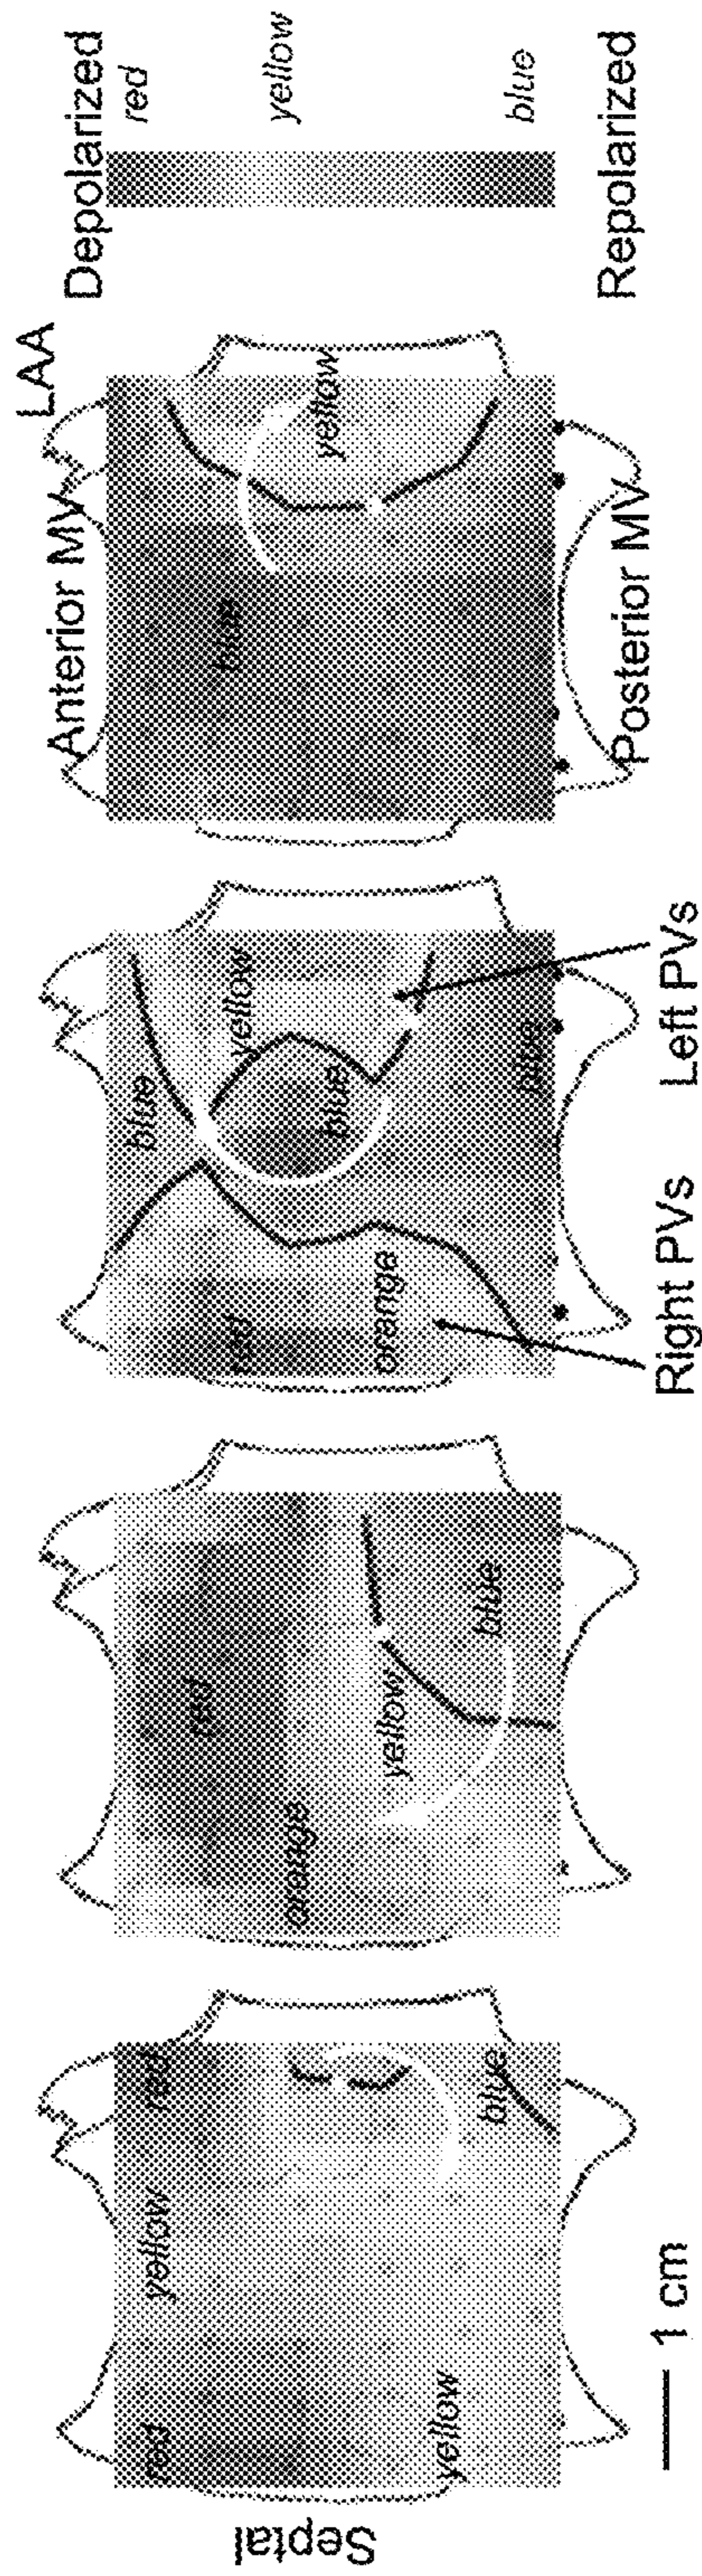 LAA
Anterior MV
Depolarized
Septal
red
yellow
red
yellow
blue
red
orange
yellow
blue
blue
red
yellow
blue
orange
blue
blue
yellow
red
yellow
blue
Posterior MV
Repolarized
1 cm
Right PVs
Left PVs